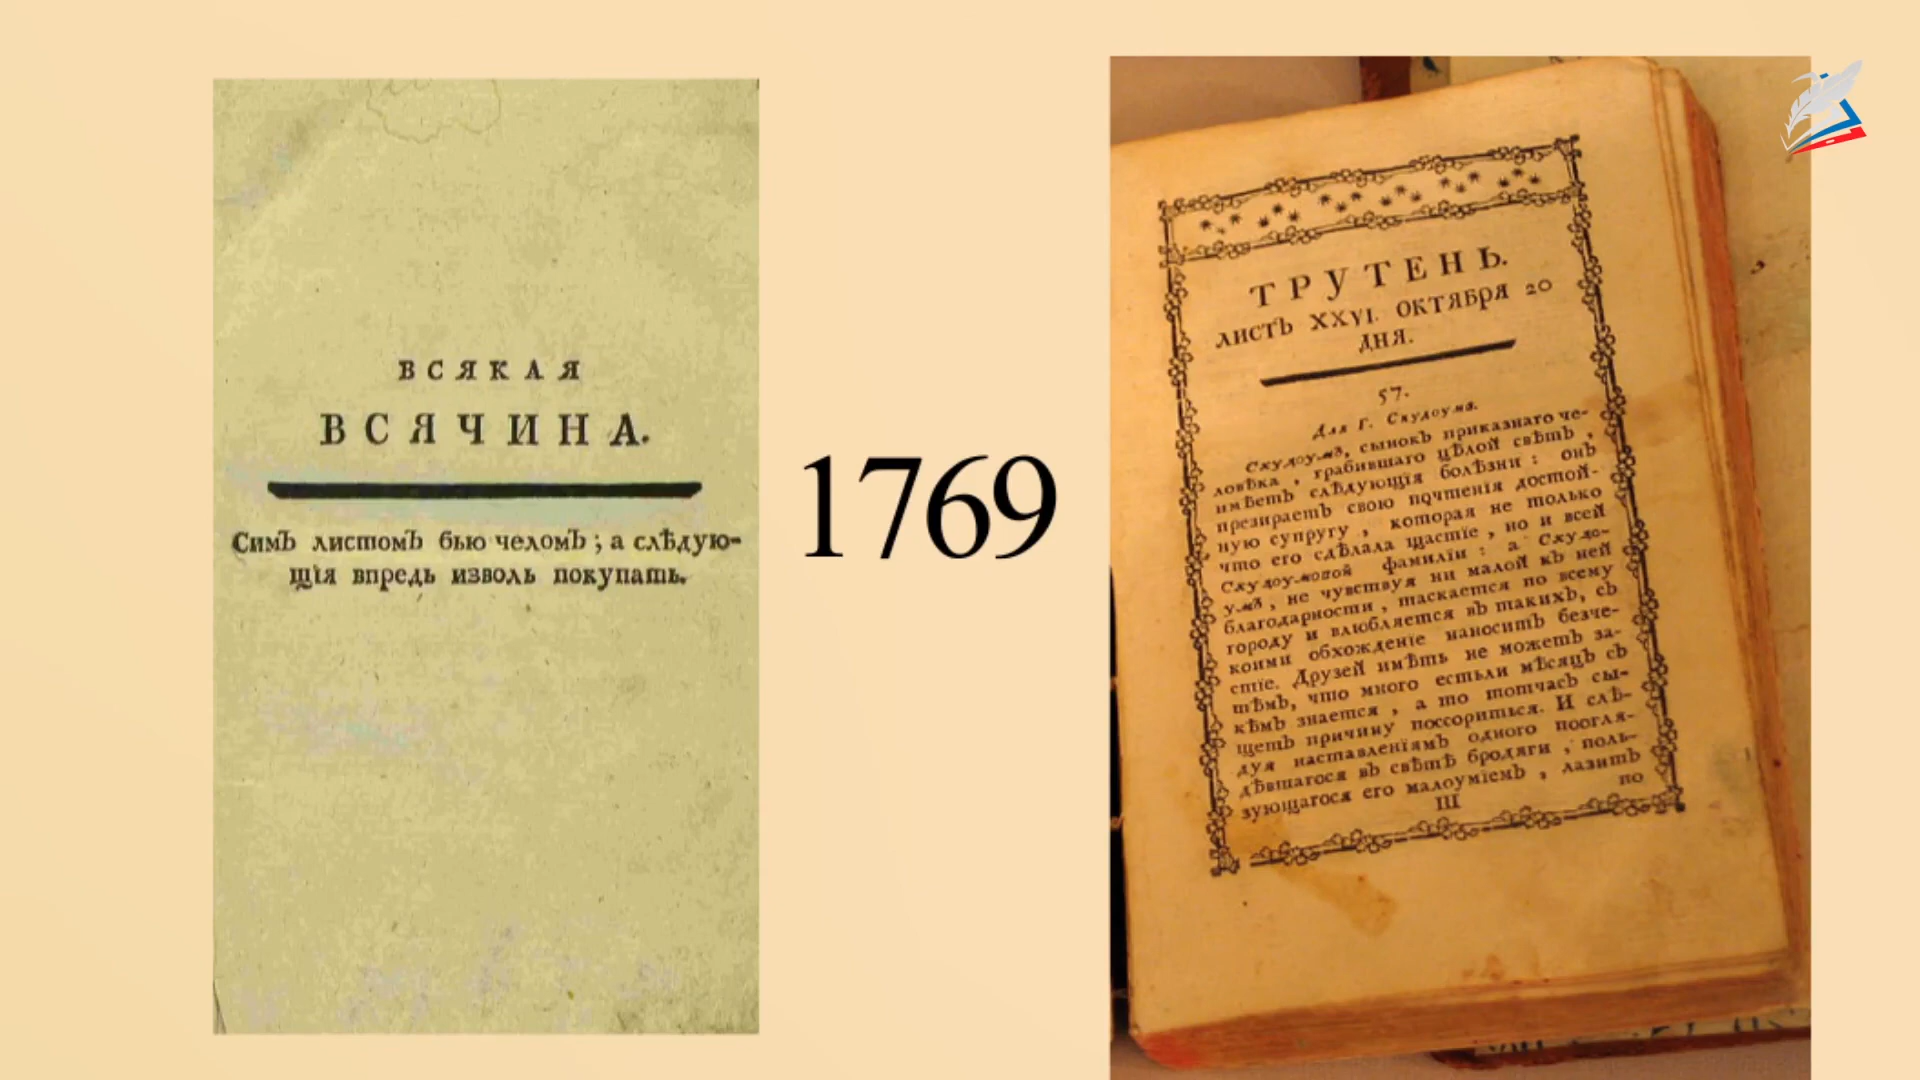 ВСЯКАЯ
ВСЯЧИНА.
Симъ листомъ бью челомъ; а слѣдую-
щія впредь изволь покупать.
1769
ТРУТЕНЬ.
ЛИСТЪ XXVI. ОКТЯБРЯ 20
ДНЯ.
57.
Для Г. Скудоума.
Скудоумъ, сынокъ приказнаго че-
ловѣка, грабившаго цѣлой свѣтъ,
имѣетъ слѣдующія болѣзни: онъ
презираетъ свою почтенія достой-
ную супругу, которая не только
что его сдѣлала щастіе, но и всей
Скудоумовой фамиліи: а Скудо-
умъ, не чувствуя ни малой къ ней
благодарности, таскается по всему
городу и влюбляется въ такихъ, съ
коими обхожденіе наноситъ безче-
стіе. Друзей имѣть не можетъ за-
тѣмъ, что много естьли мѣсяцъ съ
кѣмъ знается, а то тотчасъ сы-
щетъ причину поссориться. И слѣ-
дуя наставленіямъ одного поогля-
дѣвшагося въ свѣтѣ бродяги, поль-
зующагося его малоуміемъ, лазитъ
Ш по